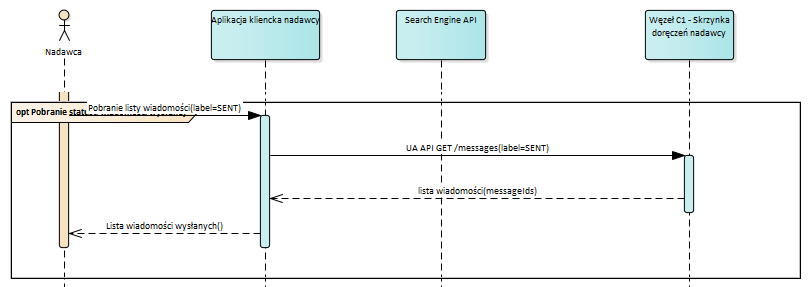 Aplikacja kliencka nadawcy
Search Engine API
Węzeł C1 - Skrzynka
doręczeń nadawcy
Nadawca
opt Pobranie
Pobranie listy wiadomości(label=SENT)
UA API GET /messages(label=SENT)
lista wiadomości(messageIds)
Lista wiadomości wysłanych()